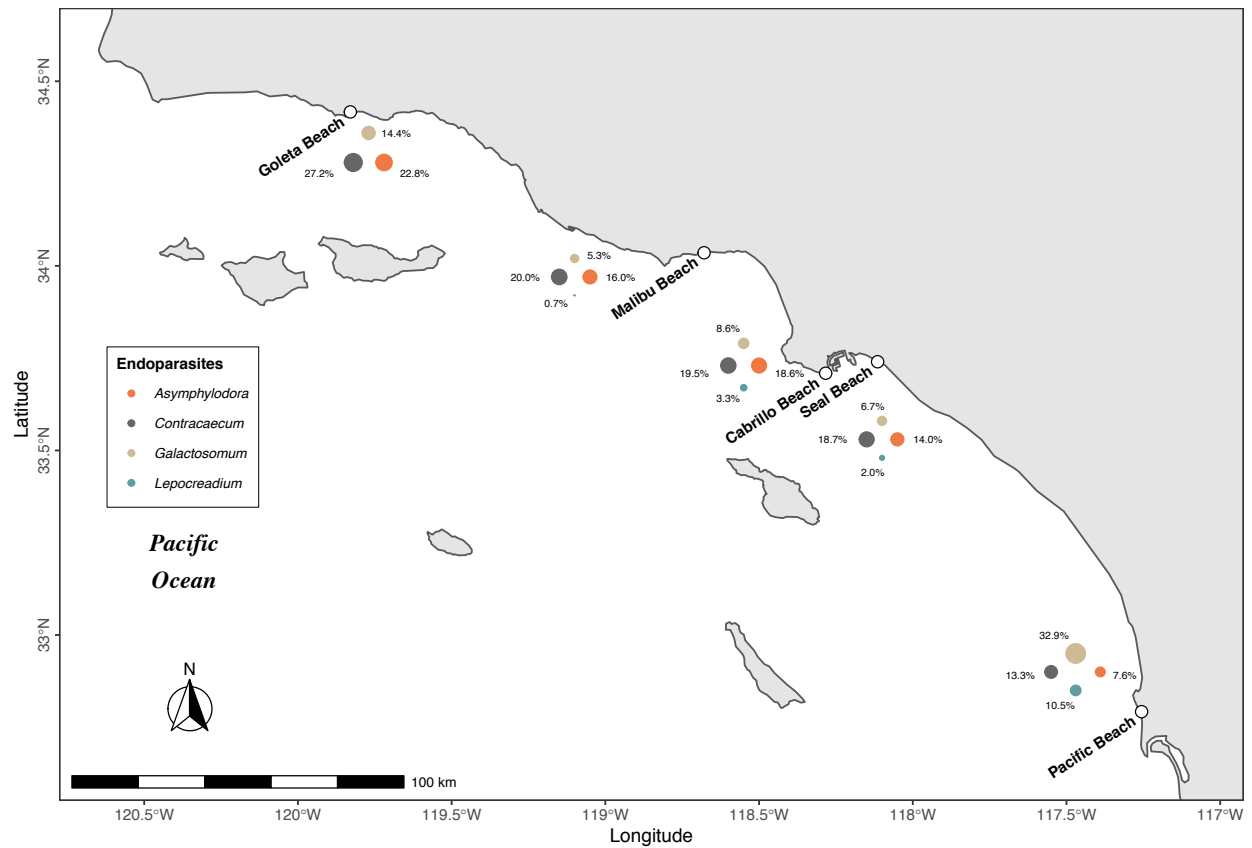 34.5°N
34°N
33.5°N
33°N
Latitude
Goleta Beach
14.4%
27.2%
22.8%
Malibu Beach
5.3%
20.0%
16.0%
0.7%
Cabrillo Beach
8.6%
19.5%
18.6%
3.3%
Seal Beach
6.7%
18.7%
14.0%
2.0%
Endoparasites
Asymphylodora
Contracaecum
Galactosomum
Lepocreadium
Pacific
Ocean
32.9%
13.3%
7.6%
10.5%
Pacific Beach
N
100 km
120.5°W
120°W
119.5°W
119°W
118.5°W
118°W
117.5°W
117°W
Longitude